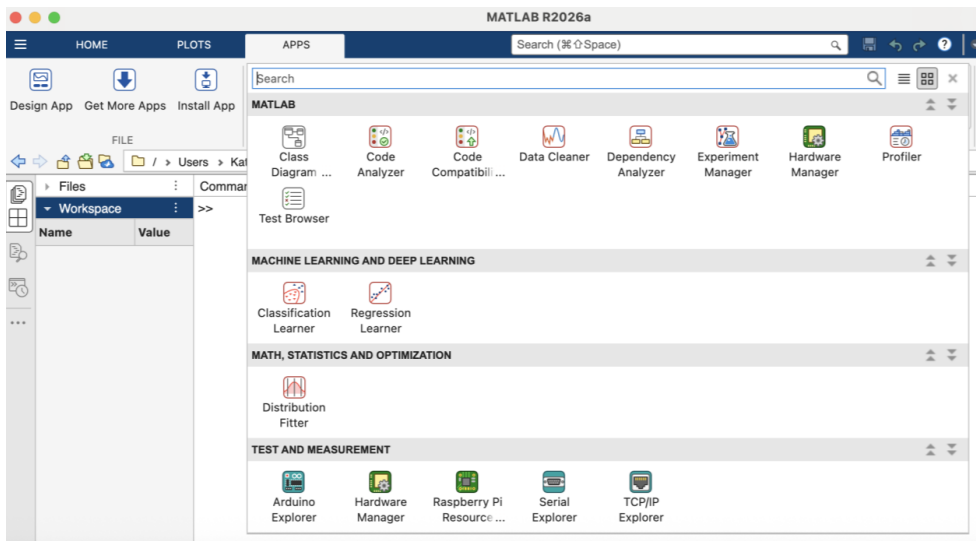 MATLAB R2026a
HOME PLOTS APPS Search (⌘⇧Space)
Search
Design App Get More Apps Install App
FILE
MATLAB
Class Diagram ...
Code Analyzer
Code Compatibili ...
Data Cleaner
Dependency Analyzer
Experiment Manager
Hardware Manager
Profiler
Test Browser
/ › Users › Kat
Files
Workspace
Name Value
Comma
>>
MACHINE LEARNING AND DEEP LEARNING
Classification Learner
Regression Learner
MATH, STATISTICS AND OPTIMIZATION
Distribution Fitter
TEST AND MEASUREMENT
Arduino Explorer
Hardware Manager
Raspberry Pi Resource ...
Serial Explorer
TCP/IP Explorer